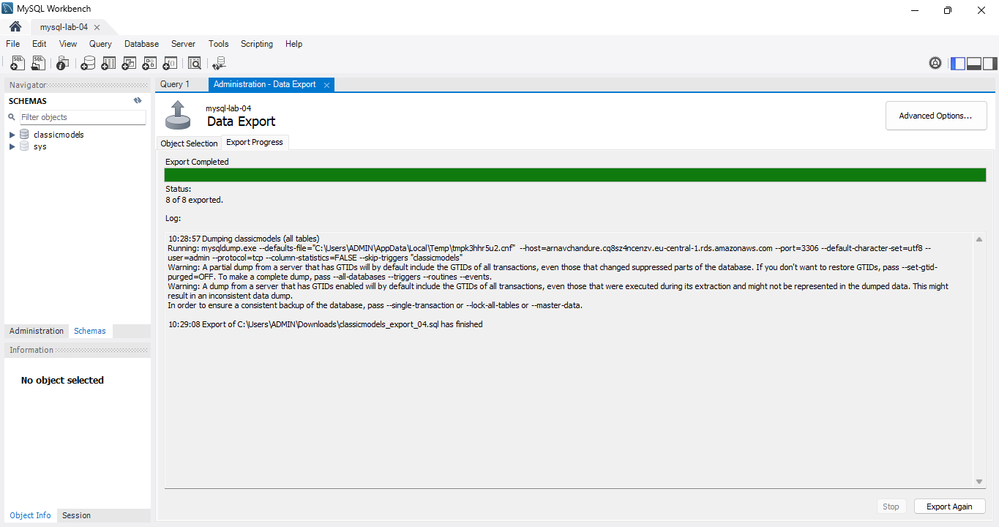 MySQL Workbench
mysql-lab-04
File Edit View Query Database Server Tools Scripting Help
Navigator
SCHEMAS
Filter objects
classicmodels
sys
Administration Schemas
Information
No object selected
Object Info Session
Query 1 Administration - Data Export
mysql-lab-04
Data Export
Advanced Options...
Object Selection Export Progress
Export Completed
Status:
8 of 8 exported.
Log:
10:28:57 Dumping classicmodels (all tables)
Running: mysqldump.exe --defaults-file="C:\Users\ADMIN\AppData\Local\Temp\tmpk3hhr5u2.cnf" --host=arnavchandure.cq8sz4ncenzv.eu-central-1.rds.amazonaws.com --port=3306 --default-character-set=utf8 --
user=admin --protocol=tcp --column-statistics=FALSE --skip-triggers "classicmodels"
Warning: A partial dump from a server that has GTIDs will by default include the GTIDs of all transactions, even those that changed suppressed parts of the database. If you don't want to restore GTIDs, pass --set-gtid-
purged=OFF. To make a complete dump, pass --all-databases --triggers --routines --events.
Warning: A dump from a server that has GTIDs enabled will by default include the GTIDs of all transactions, even those that were executed during its extraction and might not be represented in the dumped data. This might
result in an inconsistent data dump.
In order to ensure a consistent backup of the database, pass --single-transaction or --lock-all-tables or --master-data.
10:29:08 Export of C:\Users\ADMIN\Downloads\classicmodels_export_04.sql has finished
Stop Export Again